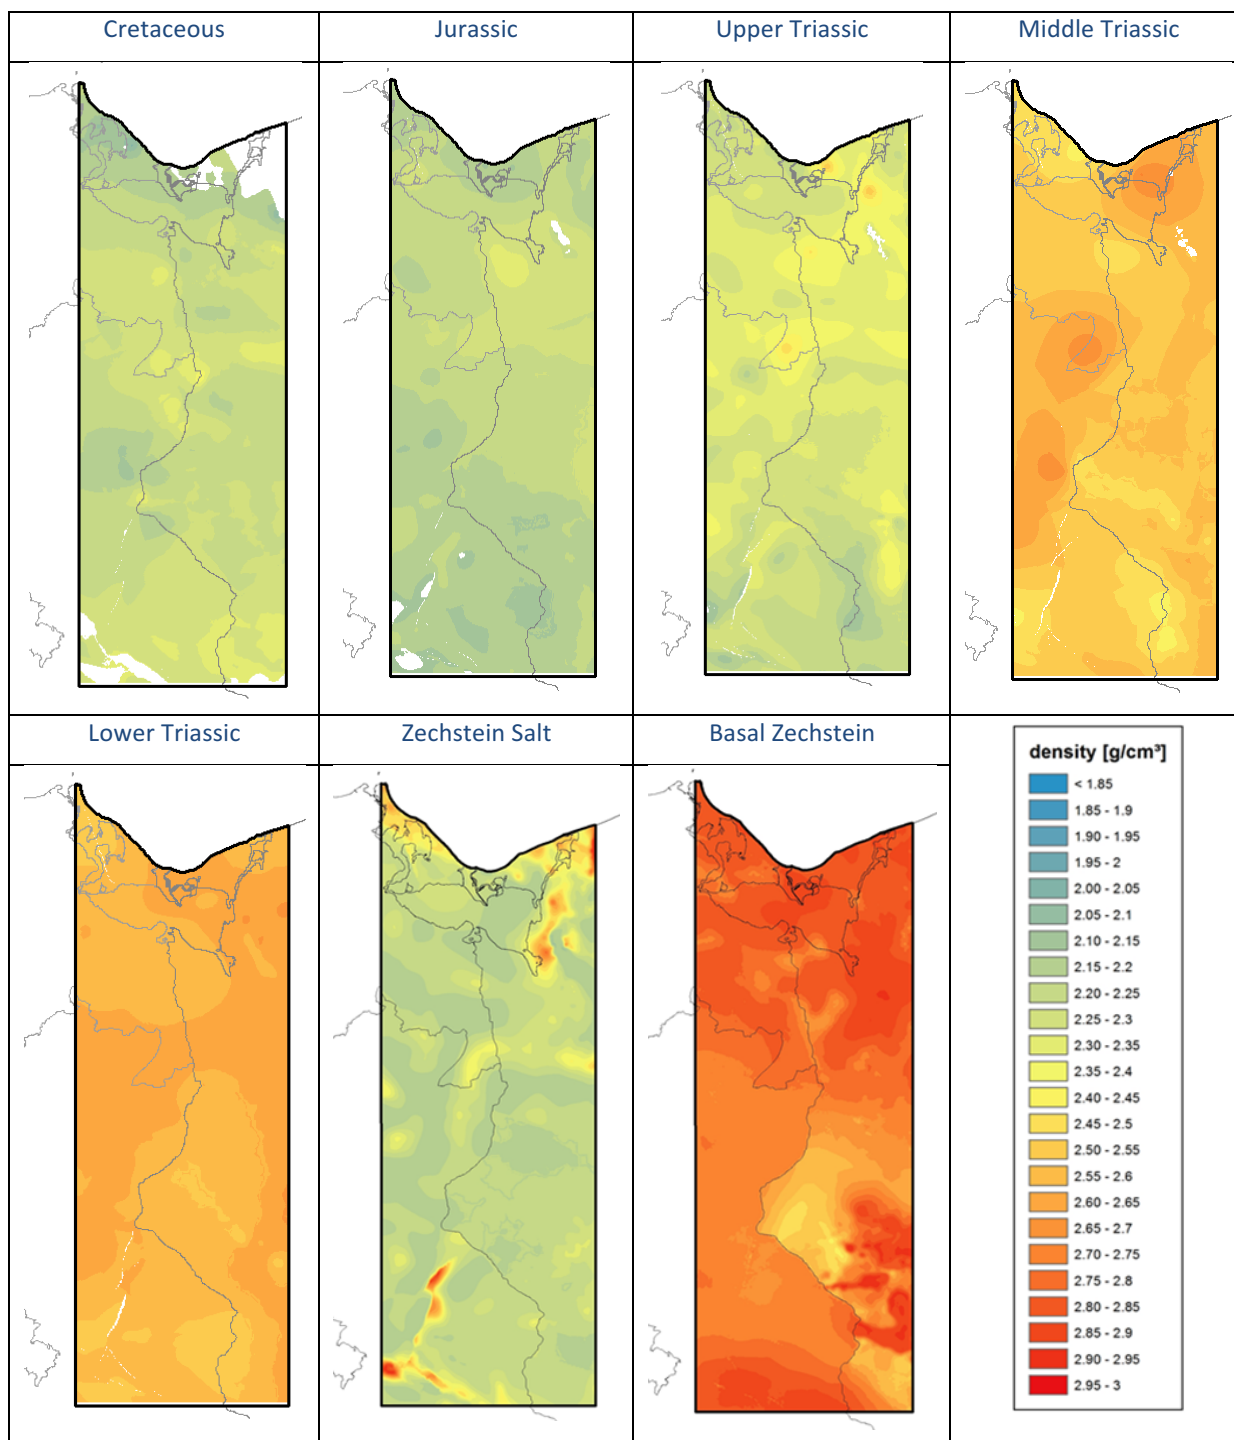 Cretaceous
Jurassic
Upper Triassic
Middle Triassic
Lower Triassic
Zechstein Salt
Basal Zechstein
density [g/cm³]
< 1.85
1.85 - 1.9
1.90 - 1.95
1.95 - 2
2.00 - 2.05
2.05 - 2.1
2.10 - 2.15
2.15 - 2.2
2.20 - 2.25
2.25 - 2.3
2.30 - 2.35
2.35 - 2.4
2.40 - 2.45
2.45 - 2.5
2.50 - 2.55
2.55 - 2.6
2.60 - 2.65
2.65 - 2.7
2.70 - 2.75
2.75 - 2.8
2.80 - 2.85
2.85 - 2.9
2.90 - 2.95
2.95 - 3